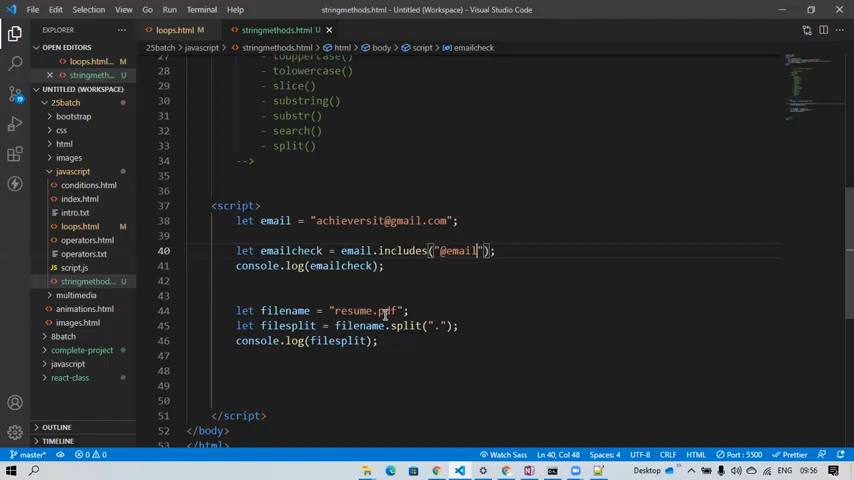 File Edit Selection View Go Run Terminal Help
stringmethods.html - Untitled (Workspace) - Visual Studio Code
EXPLORER
loops.html
stringmethods.html U
25batch > javascript > stringmethods.html > html > body > script > emailcheck
OPEN EDITORS
loops.html...
stringmeth... U
UNTITLED (WORKSPACE)
25batch
bootstrap
css
html
images
javascript
conditions.html
index.html
intro.txt
loops.html
operators.html
operators.txt
script.js
stringmethods... U
multimedia
animations.html
images.html
8batch
complete-project
javascript
react-class
OUTLINE
TIMELINE
27 - touppercase()
28 - tolowercase()
29 - slice()
30 - substring()
31 - substr()
32 - search()
33 - split()
34 -->
35
36
37 <script>
38 let email = "achieversit@gmail.com";
39
40 let emailcheck = email.includes("@email");
41 console.log(emailcheck);
42
43
44 let filename = "resume.pdf";
45 let filesplit = filename.split(".");
46 console.log(filesplit);
47
48
49
50
51 </script>
52 </body>
53 </html>
master* 0 0 Watch Sass Ln 40, Col 48 Spaces: 4 UTF-8 CRLF HTML Port : 5500 Prettier
Desktop ENG 09:56